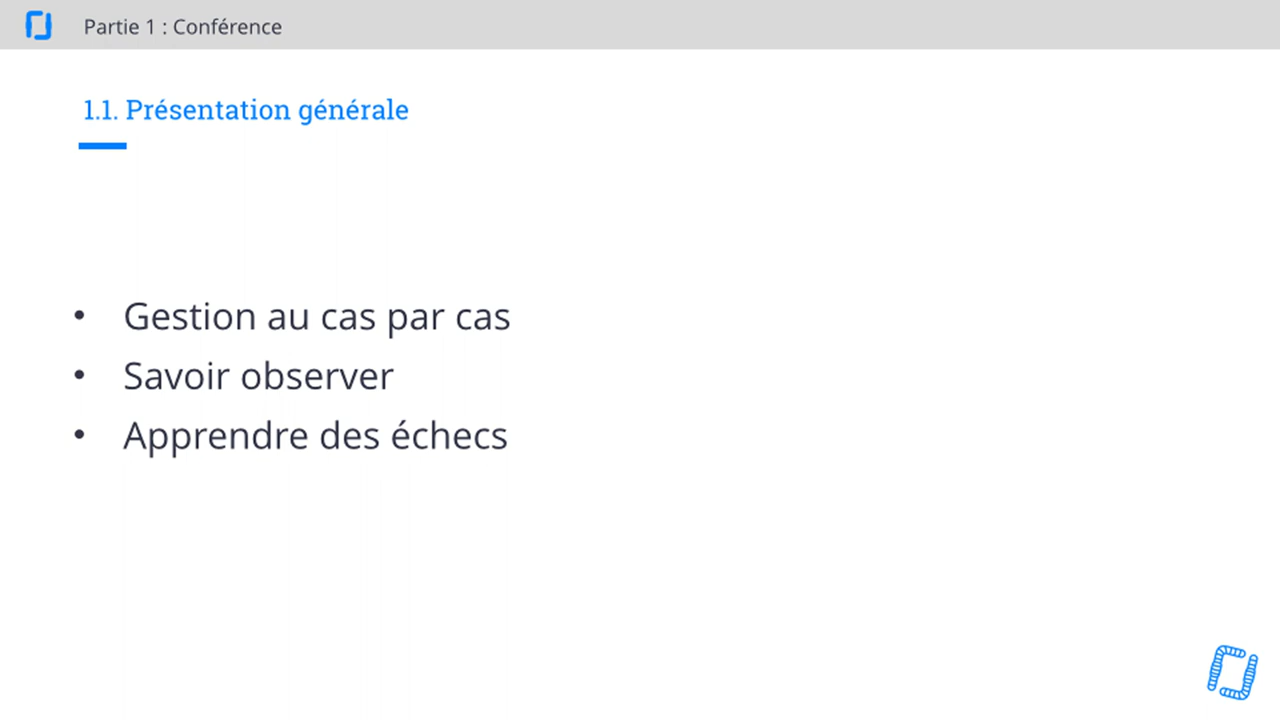 Partie 1 : Conférence
1.1. Présentation générale
• Gestion au cas par cas
• Savoir observer
• Apprendre des échecs